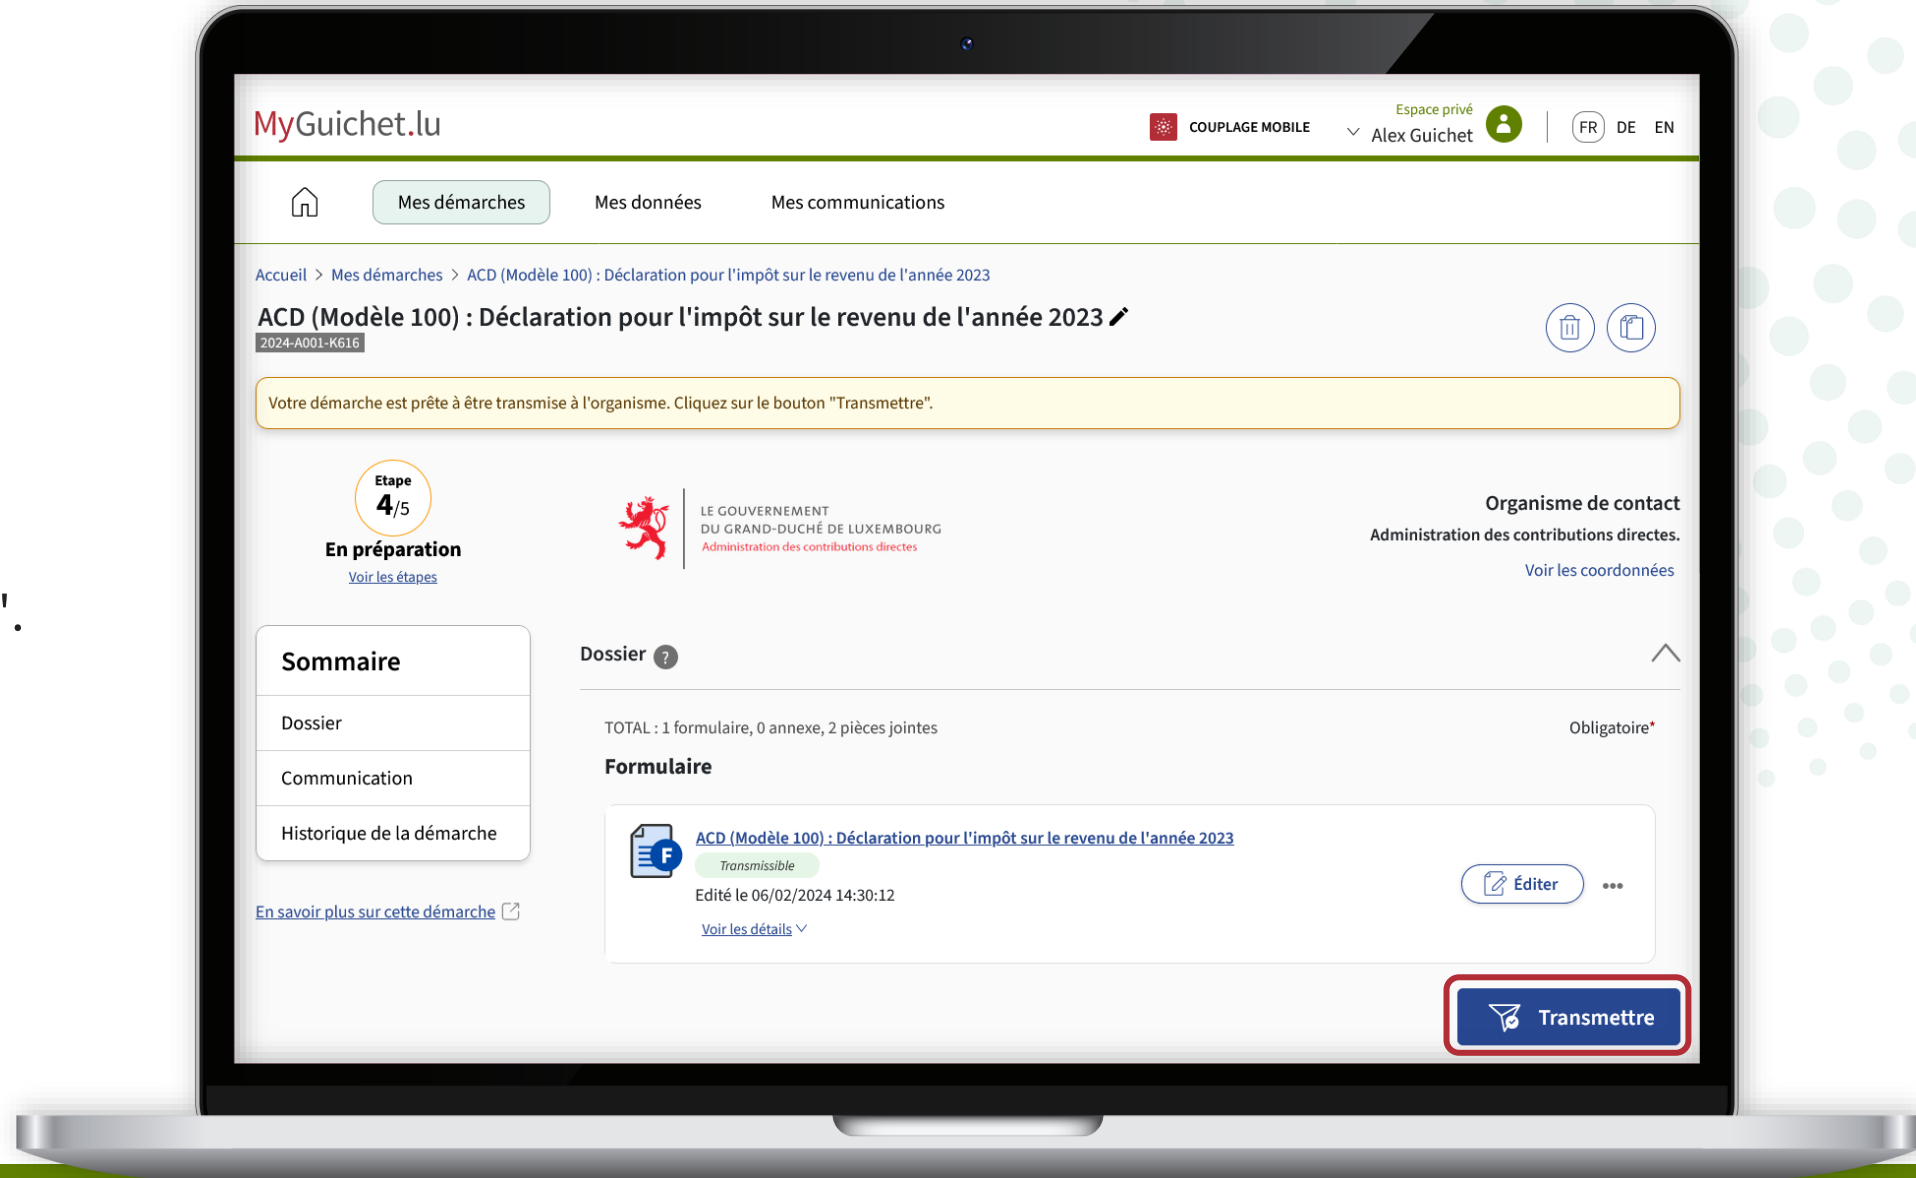 MyGuichet.lu
COUPLAGE MOBILE
Espace privé
Alex Guichet
FR DE EN
Mes démarches Mes données Mes communications
Accueil > Mes démarches > ACD (Modèle 100) : Déclaration pour l'impôt sur le revenu de l'année 2023
ACD (Modèle 100) : Déclaration pour l'impôt sur le revenu de l'année 2023
2024-A001-K616
Votre démarche est prête à être transmise à l'organisme. Cliquez sur le bouton "Transmettre".
Etape
4/5
En préparation
Voir les étapes
LE GOUVERNEMENT
DU GRAND-DUCHÉ DE LUXEMBOURG
Administration des contributions directes
Organisme de contact
Administration des contributions directes.
Voir les coordonnées
".
Sommaire
Dossier
Communication
Historique de la démarche
En savoir plus sur cette démarche
Dossier ?
TOTAL : 1 formulaire, 0 annexe, 2 pièces jointes
Obligatoire*
Formulaire
F
ACD (Modèle 100) : Déclaration pour l'impôt sur le revenu de l'année 2023
Transmissible
Edité le 06/02/2024 14:30:12
Voir les détails
Éditer
Transmettre